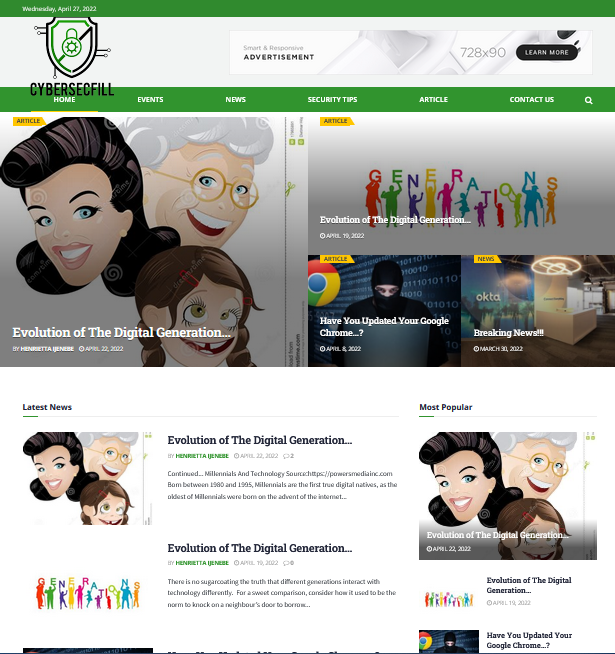 Wednesday, April 27, 2022
CYBERSECFILL
Smart & Responsive
ADVERTISEMENT
728x90
LEARN MORE
HOME
EVENTS
NEWS
SECURITY TIPS
ARTICLE
CONTACT US
ARTICLE
Evolution of The Digital Generation...
BY HENRIETTA IJENEBE APRIL 22, 2022
ARTICLE
GENERATIONS
Evolution of The Digital Generation...
APRIL 19, 2022
ARTICLE
Have You Updated Your Google
Chrome...?
APRIL 8, 2022
NEWS
okta
Breaking News!!!
MARCH 30, 2022
Latest News
Evolution of The Digital Generation...
BY HENRIETTA IJENEBE APRIL 22, 2022 2
Continued... Millennials And Technology Source:https://powersmediainc.com
Born between 1980 and 1995, Millennials are the first true digital natives, as the
oldest of Millennials were born on the advent of the internet...
GENERATIONS
Evolution of The Digital Generation...
BY HENRIETTA IJENEBE APRIL 19, 2022 0
There is no sugarcoating the truth that different generations interact with
technology differently. For a sweet comparison, consider how it used to be the
norm to knock on a neighbour's door to borrow...
Most Popular
Evolution of The Digital Generation...
APRIL 22, 2022
GENERATIONS
Evolution of The Digital
Generation...
APRIL 19, 2022
Have You Updated Your
Google Chrome...?